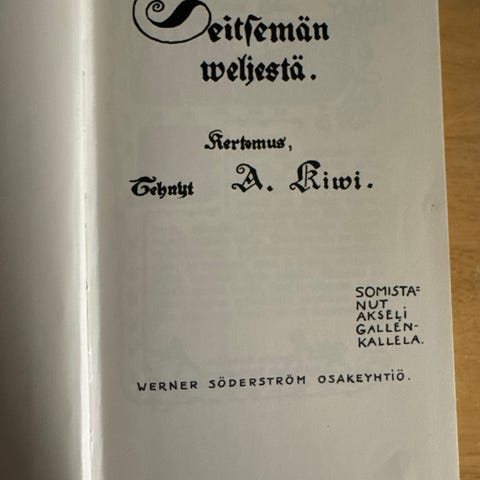 Seitsemän
weljestä.
Kertomus,
Tehnyt A. Kiwi.
SOMISTA=
NUT
AKSELI
GALLÉN-
KALLELA.
WERNER SÖDERSTRÖM OSAKEYHTIÖ.